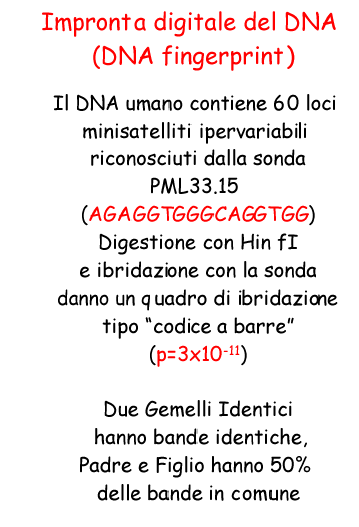 Impronta digitale del DNA
(DNA fingerprint)
Il DNA umano contiene 60 loci
minisatelliti ipervariabili
riconosciuti dalla sonda
PML33.15
(AGAGGTGGGCAGGTGG)
Digestione con Hin fI
e ibridazione con la sonda
danno un quadro di ibridazione
tipo “codice a barre”
(p=3x10⁻¹¹)
Due Gemelli Identici
hanno bande identiche,
Padre e Figlio hanno 50%
delle bande in comune